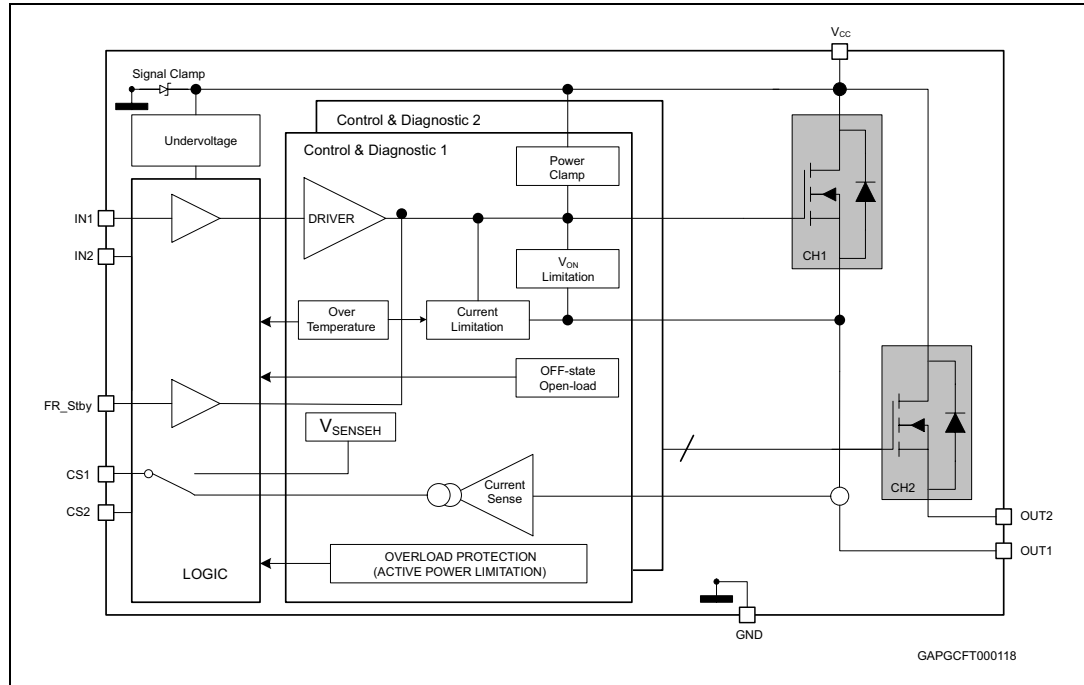 VCC
Signal Clamp
Undervoltage
Control & Diagnostic 2
Control & Diagnostic 1
Power
Clamp
IN1
DRIVER
CH1
IN2
VON
Limitation
Over
Temperature
Current
Limitation
OFF-state
Open-load
FR_Stby
VSENSEH
CS1
Current
Sense
CH2
CS2
OUT2
OVERLOAD PROTECTION
(ACTIVE POWER LIMITATION)
OUT1
LOGIC
GND
GAPGCFT000118